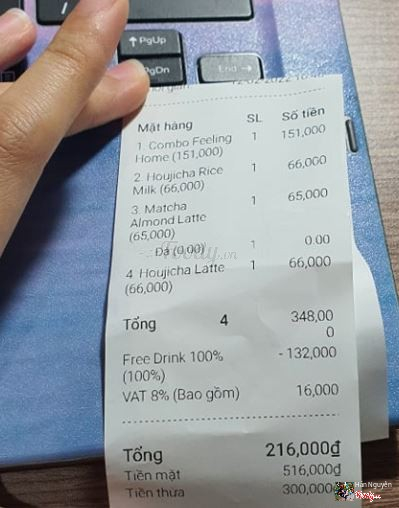 PgUp
PgDn
End →
Mặt hàng SL Số tiền
1. Combo Feeling 1 151,000
Home (151,000)
2. Houjicha Rice 1 66,000
Milk (66,000)
3. Matcha 1 65,000
Almond Latte
(65,000)
- Đá (0.00) 1 0.00
Foody.vn
4. Houjicha Latte 1 66,000
(66,000)
Tổng 4 348,00
0
Free Drink 100% - 132,000
(100%)
VAT 8% (Bao gồm) 16,000
Tổng 216,000₫
Tiền mặt 516,000₫
Tiền thừa 300,000₫
Hân Nguyễn